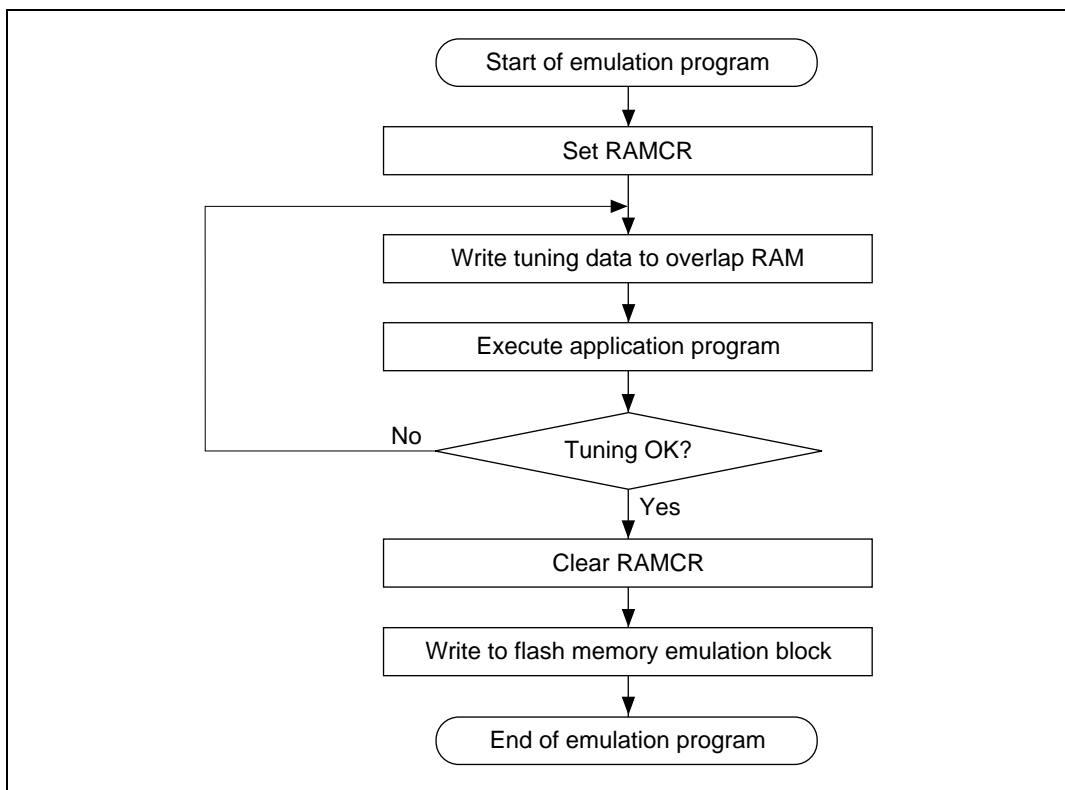 Start of emulation program
Set RAMCR
Write tuning data to overlap RAM
Execute application program
Tuning OK?
No
Yes
Clear RAMCR
Write to flash memory emulation block
End of emulation program